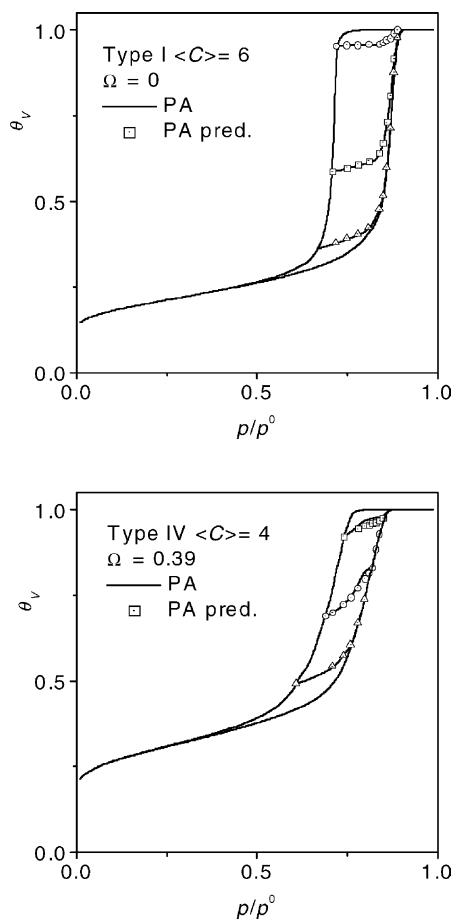 1.0
Type I <C>= 6
Ω = 0
PA
PA pred.
θV
0.5
0.0
0.0
0.5
1.0
p/p⁰
1.0
Type IV <C>= 4
Ω = 0.39
PA
PA pred.
θV
0.5
0.0
0.0
0.5
1.0
p/p⁰